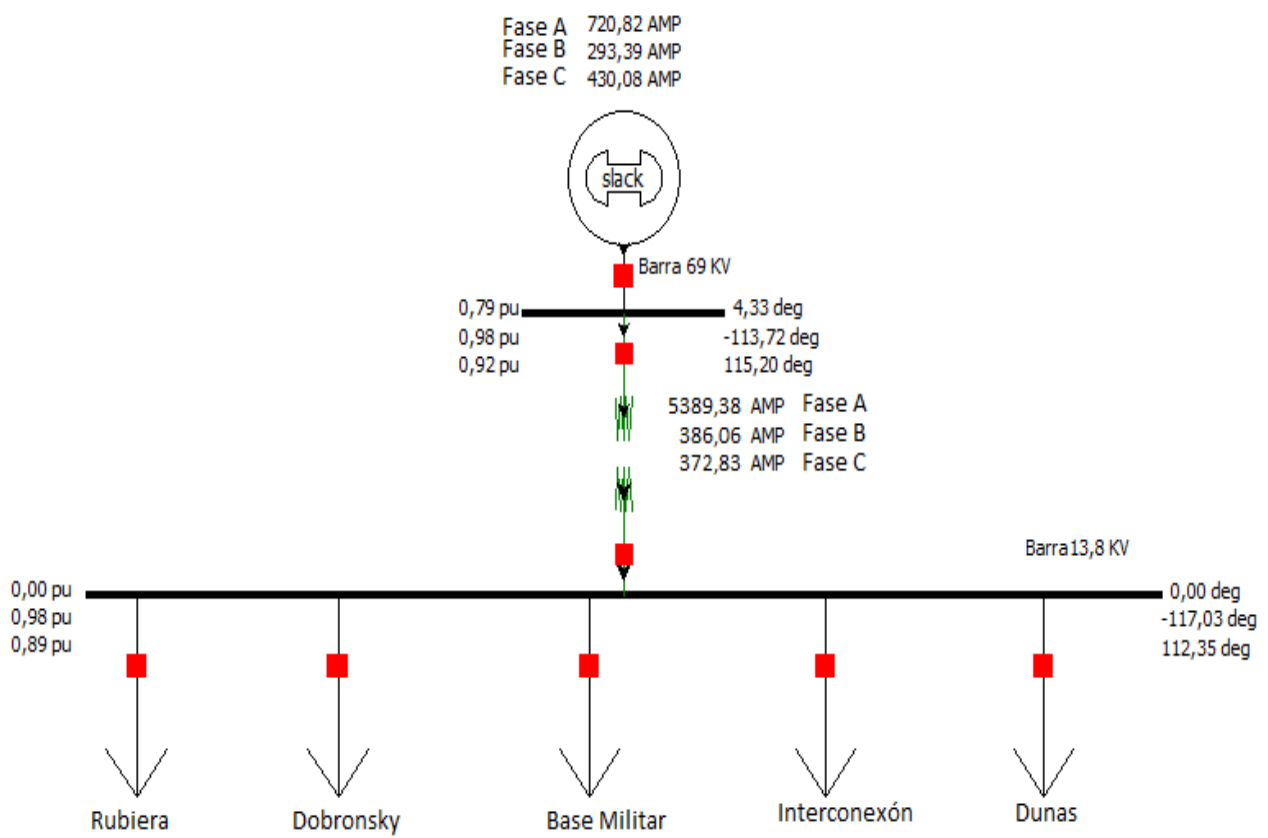 Fase A 720,82 AMP
Fase B 293,39 AMP
Fase C 430,08 AMP
slack
Barra 69 KV
0,79 pu 4,33 deg
0,98 pu -113,72 deg
0,92 pu 115,20 deg
5389,38 AMP Fase A
386,06 AMP Fase B
372,83 AMP Fase C
Barra13,8 KV
0,00 pu 0,00 deg
0,98 pu -117,03 deg
0,89 pu 112,35 deg
Rubiera Dobronsky Base Militar Interconexón Dunas